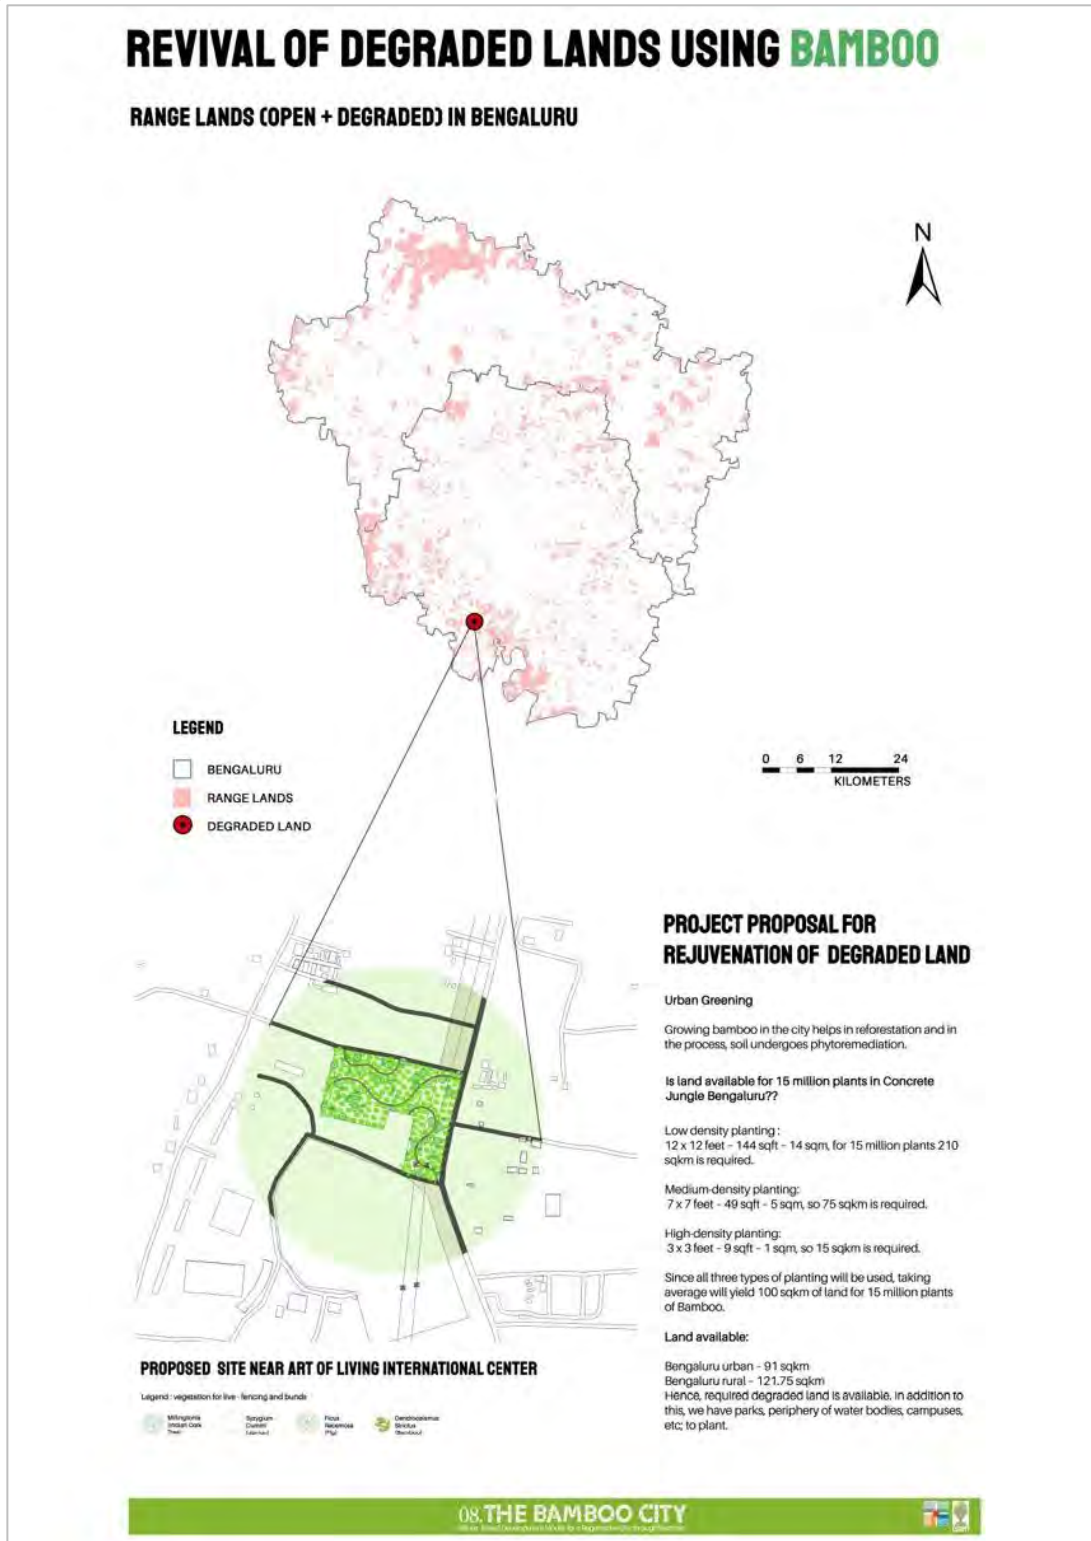 REVIVAL OF DEGRADED LANDS USING BAMBOO
RANGE LANDS (OPEN + DEGRADED) IN BENGALURU
N
LEGEND
BENGALURU
RANGE LANDS
DEGRADED LAND
0 6 12 24
KILOMETERS
PROJECT PROPOSAL FOR
REJUVENATION OF DEGRADED LAND
Urban Greening
Growing bamboo in the city helps in reforestation and in
the process, soil undergoes phytoremediation.
Is land available for 15 million plants in Concrete
Jungle Bengaluru??
Low density planting :
12 x 12 feet - 144 sqft - 14 sqm, for 15 million plants 210
sqkm is required.
Medium-density planting:
7 x 7 feet - 49 sqft - 5 sqm, so 75 sqkm is required.
High-density planting:
3 x 3 feet - 9 sqft - 1 sqm, so 15 sqkm is required.
Since all three types of planting will be used, taking
average will yield 100 sqkm of land for 15 million plants
of Bamboo.
Land available:
Bengaluru urban - 91 sqkm
Bengaluru rural - 121.75 sqkm
Hence, required degraded land is available. In addition to
this, we have parks, periphery of water bodies, campuses,
etc; to plant.
PROPOSED SITE NEAR ART OF LIVING INTERNATIONAL CENTER
Legend : vegetation for live - fencing and bunds
Millingtonia
Ficus
Racemosa
(Fig)
08.THE BAMBOO CITY